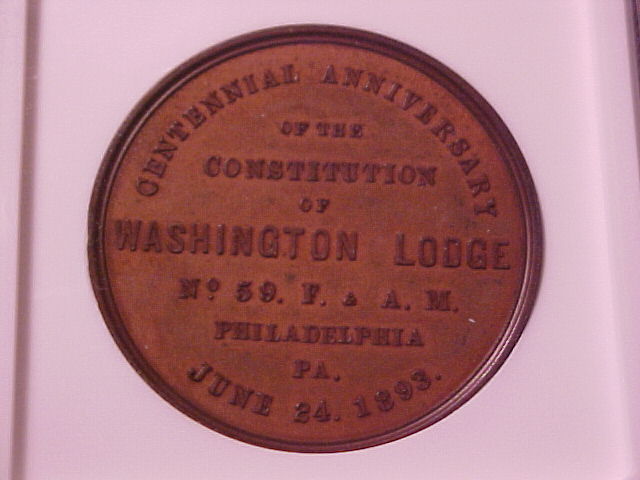 CENTENNIAL ANNIVERSARY
OF THE
CONSTITUTION
OF
WASHINGTON LODGE
No 59. F. & A. M.
PHILADELPHIA
PA.
JUNE 24. 1893.